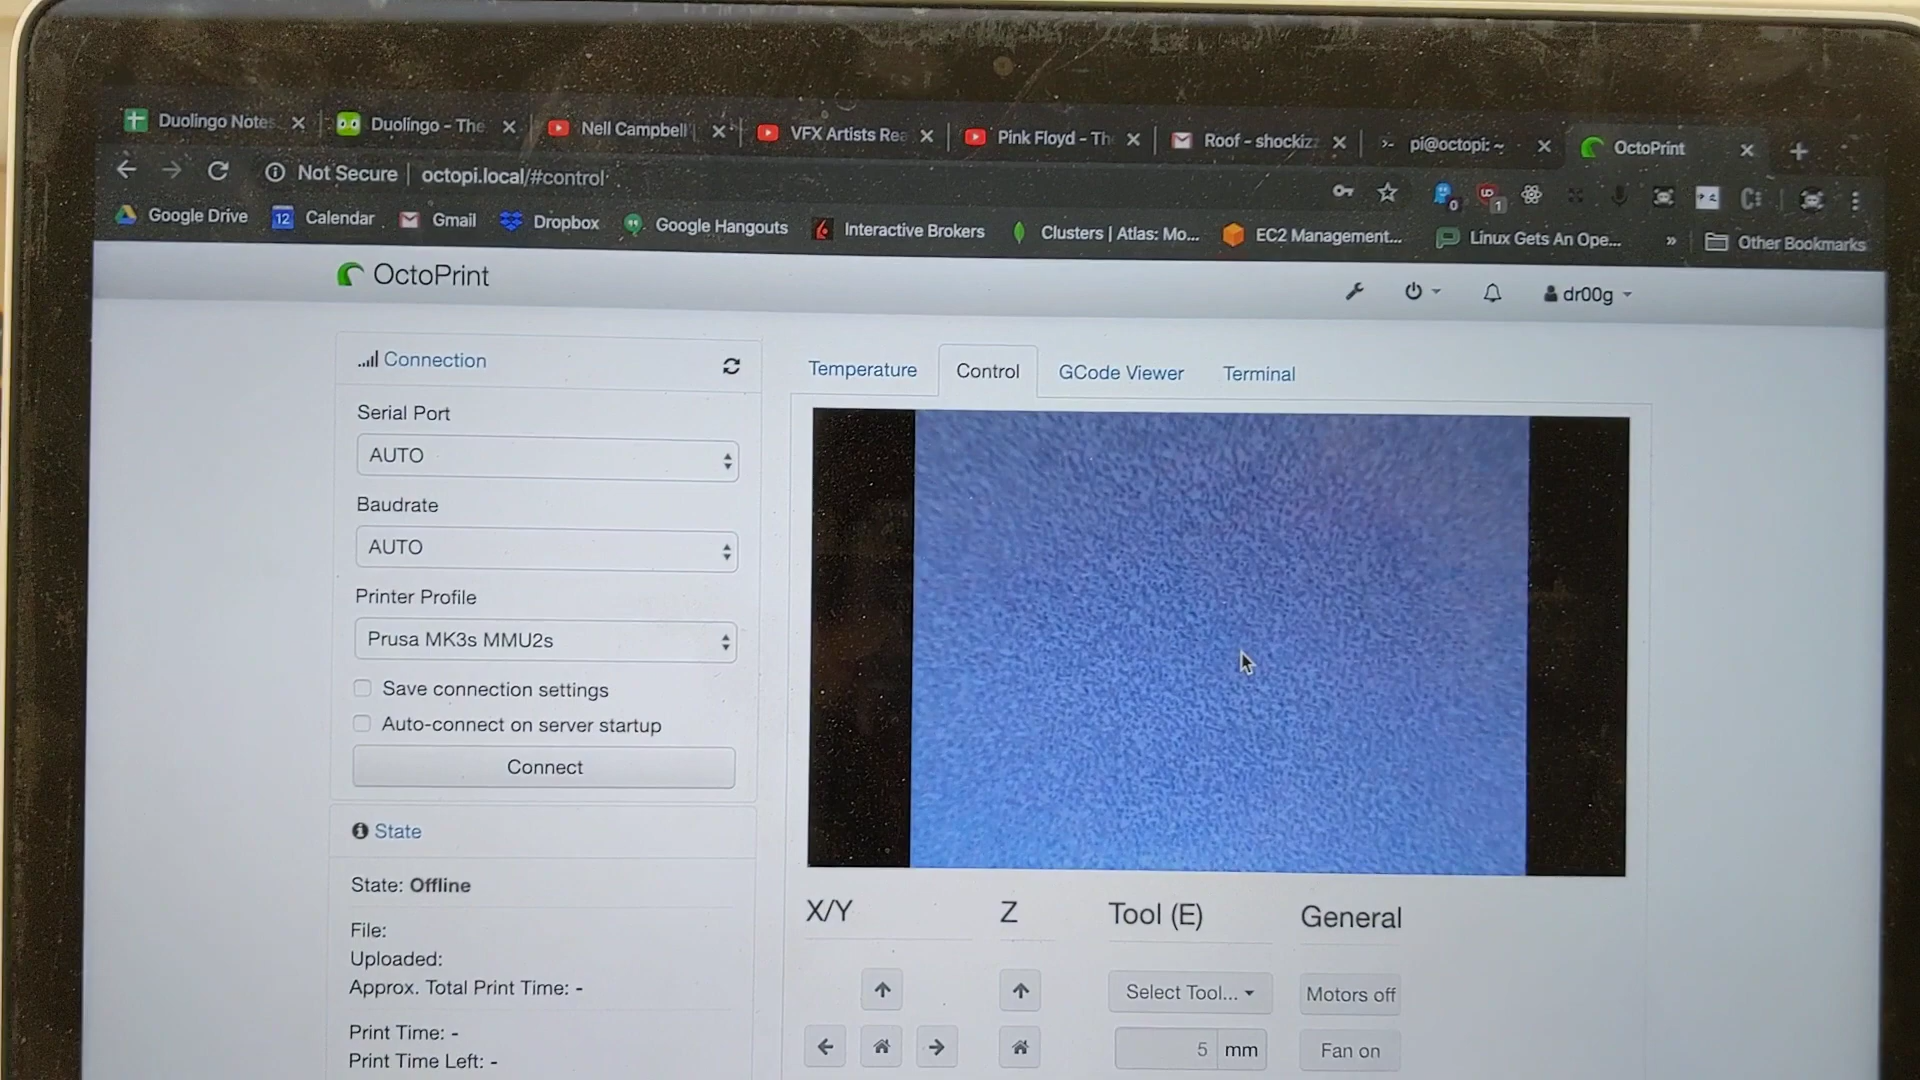 Duolingo Notes
Duolingo - The
Nell Campbell
VFX Artists Rea
Pink Floyd - Th
Roof - shockiz
pi@octopi: ~
OctoPrint
Not Secure | octopi.local/#control
0
1
Google Drive
12
Calendar
Gmail
Dropbox
Google Hangouts
Interactive Brokers
Clusters | Atlas: Mo...
EC2 Management...
Linux Gets An Ope...
»
Other Bookmarks
OctoPrint
dr00g
Connection
Temperature
Control
GCode Viewer
Terminal
Serial Port
AUTO
Baudrate
AUTO
Printer Profile
Prusa MK3s MMU2s
Save connection settings
Auto-connect on server startup
Connect
State
State: Offline
File:
Uploaded:
Approx. Total Print Time: -
Print Time: -
Print Time Left: -
X/Y
Z
Tool (E)
General
Select Tool...
Motors off
5 mm
Fan on